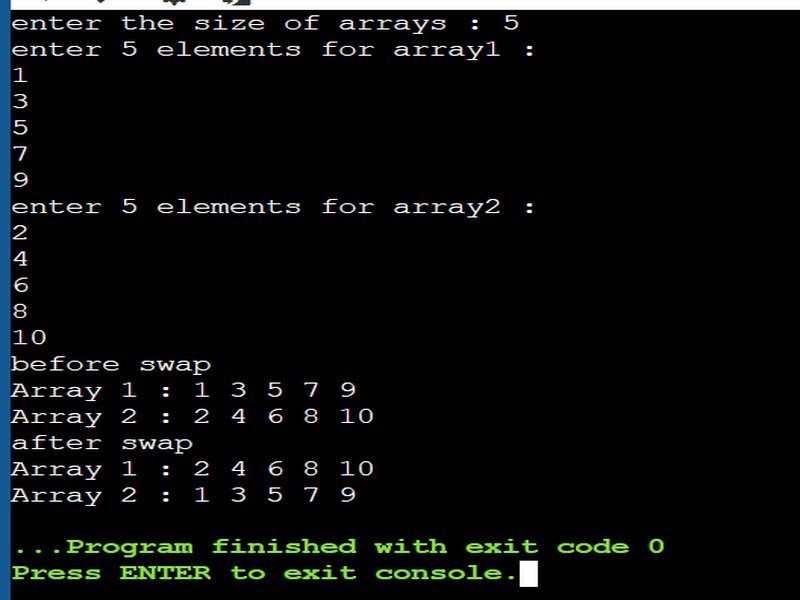 enter the size of arrays : 5
enter 5 elements for array1 :
1
3
5
7
9
enter 5 elements for array2 :
2
4
6
8
10
before swap
Array 1 : 1 3 5 7 9
Array 2 : 2 4 6 8 10
after swap
Array 1 : 2 4 6 8 10
Array 2 : 1 3 5 7 9
...Program finished with exit code 0
Press ENTER to exit console.